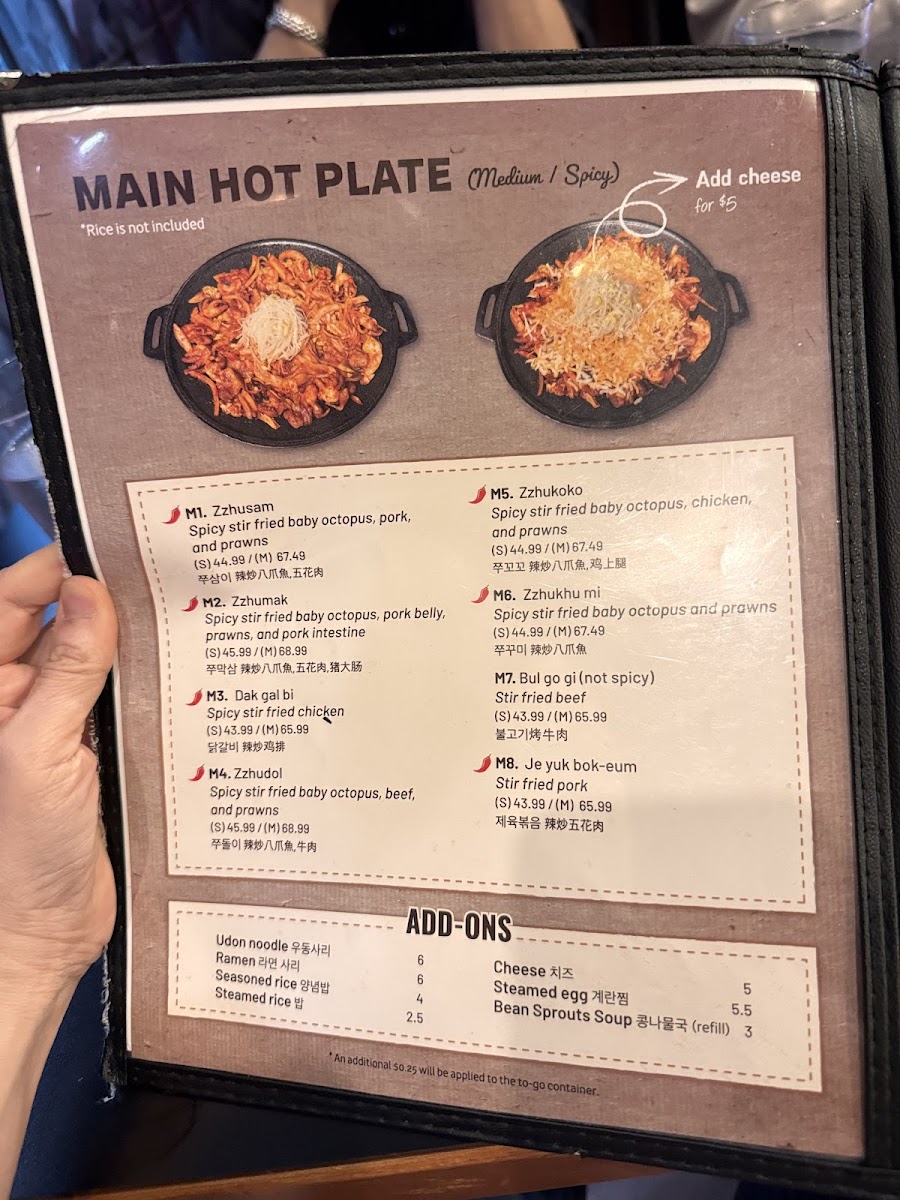 MAIN HOT PLATE (Medium / Spicy)
*Rice is not included
Add cheese
for $5
M1. Zzhusam
Spicy stir fried baby octopus, pork,
and prawns
(S) 44.99 / (M) 67.49
쭈삼이 辣炒八爪魚,五花肉
M2. Zzhumak
Spicy stir fried baby octopus, pork belly,
prawns, and pork intestine
(S) 45.99 / (M) 68.99
쭈막삼 辣炒八爪魚,五花肉,猪大肠
M3. Dak gal bi
Spicy stir fried chicken
(S) 43.99 / (M) 65.99
닭갈비 辣炒鸡排
M4. Zzhudol
Spicy stir fried baby octopus, beef,
and prawns
(S) 45.99 / (M) 68.99
쭈돌이 辣炒八爪魚,牛肉
M5. Zzhukoko
Spicy stir fried baby octopus, chicken,
and prawns
(S) 44.99 / (M) 67.49
쭈꼬꼬 辣炒八爪魚,鸡上腿
M6. Zzhukhu mi
Spicy stir fried baby octopus and prawns
(S) 44.99 / (M) 67.49
쭈꾸미 辣炒八爪魚
M7. Bul go gi (not spicy)
Stir fried beef
(S) 43.99 / (M) 65.99
불고기烤牛肉
M8. Je yuk bok-eum
Stir fried pork
(S) 43.99 / (M) 65.99
제육볶음 辣炒五花肉
ADD-ONS
Udon noodle 우동사리 6
Ramen 라면 사리 6
Seasoned rice 양념밥 4
Steamed rice 밥 2.5
Cheese 치즈 5
Steamed egg 계란찜 5.5
Bean Sprouts Soup 콩나물국 (refill) 3
* An additional $0.25 will be applied to the to-go container.